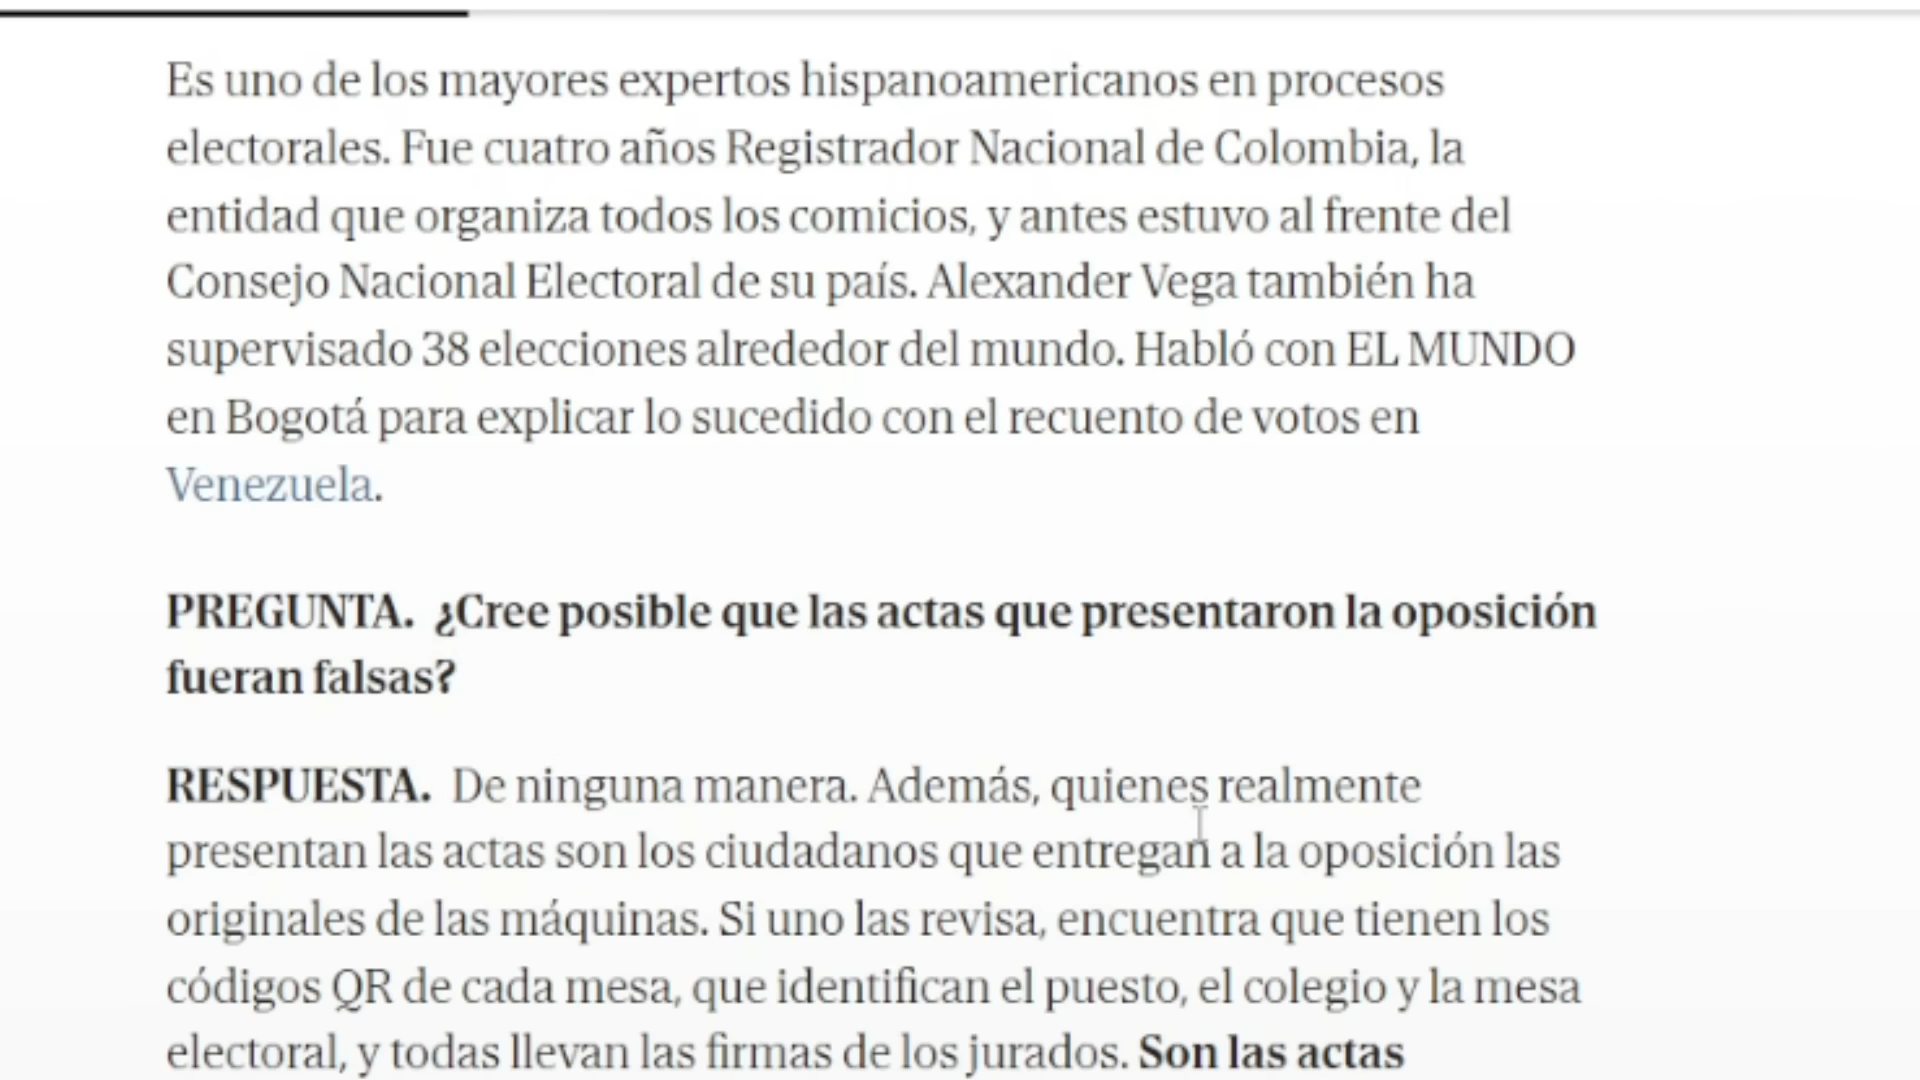 Es uno de los mayores expertos hispanoamericanos en procesos
electorales. Fue cuatro años Registrador Nacional de Colombia, la
entidad que organiza todos los comicios, y antes estuvo al frente del
Consejo Nacional Electoral de su país. Alexander Vega también ha
supervisado 38 elecciones alrededor del mundo. Habló con EL MUNDO
en Bogotá para explicar lo sucedido con el recuento de votos en
Venezuela.
PREGUNTA. ¿Cree posible que las actas que presentaron la oposición
fueran falsas?
RESPUESTA. De ninguna manera. Además, quienes realmente
presentan las actas son los ciudadanos que entregan a la oposición las
originales de las máquinas. Si uno las revisa, encuentra que tienen los
códigos QR de cada mesa, que identifican el puesto, el colegio y la mesa
electoral, y todas llevan las firmas de los jurados. Son las actas